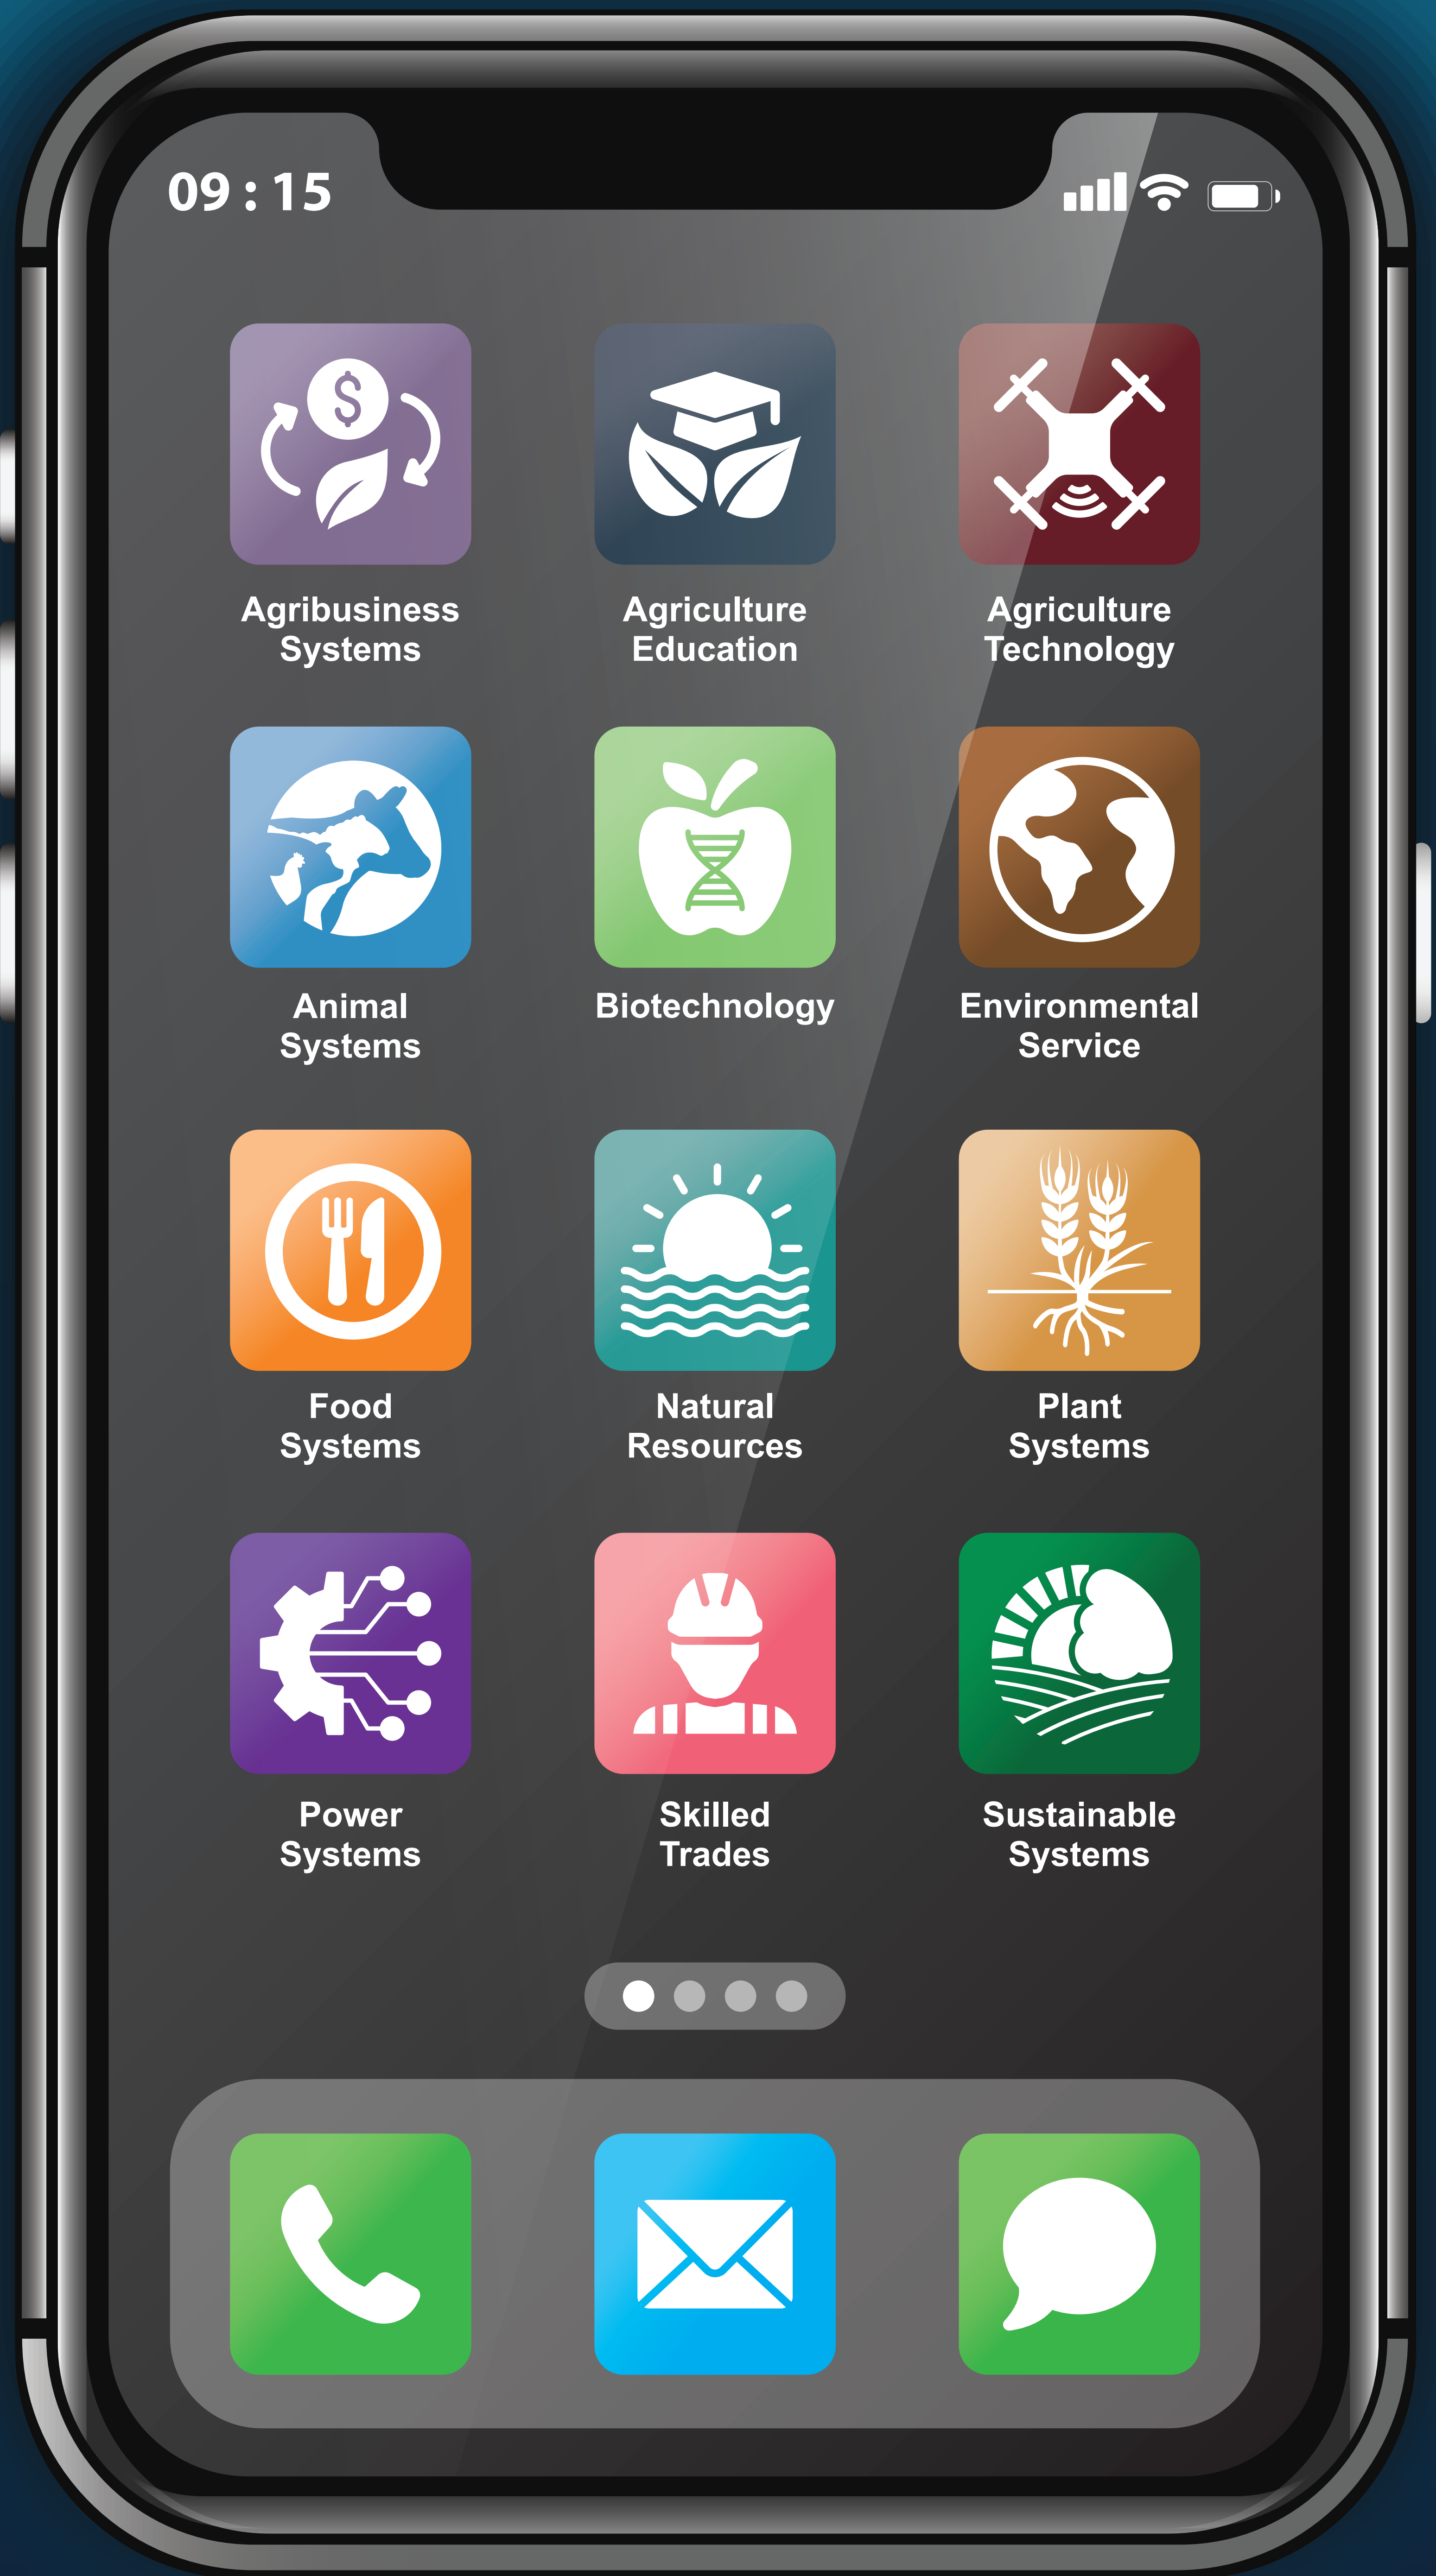 09 : 15
Agribusiness
Systems
Agriculture
Education
Agriculture
Technology
Animal
Systems
Biotechnology
Environmental
Service
Food
Systems
Natural
Resources
Plant
Systems
Power
Systems
Skilled
Trades
Sustainable
Systems